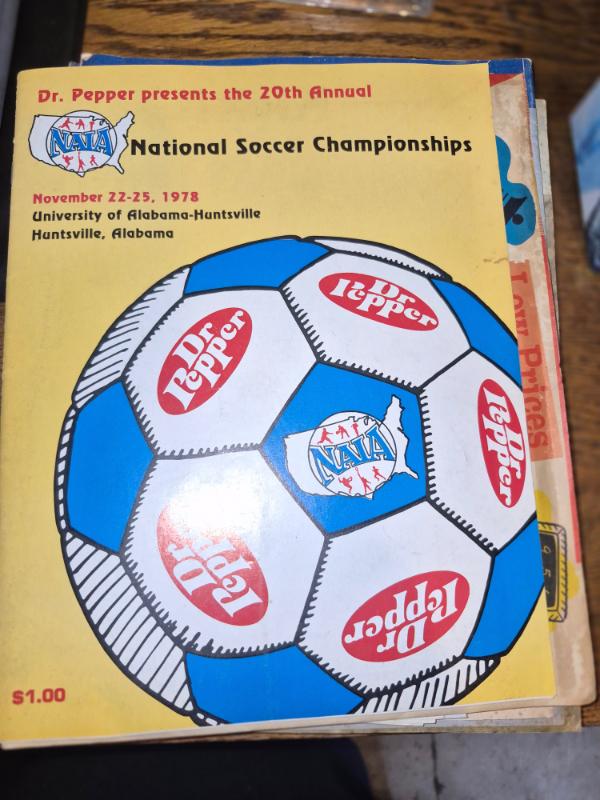 Dr. Pepper presents the 20th Annual
NAIA
National Soccer Championships
November 22-25, 1978
University of Alabama-Huntsville
Huntsville, Alabama
Dr
Pepper
Dr
Pepper
Dr
Pepper
NAIA
Dr
Pepper
Dr
Pepper
$1.00
Low Prices